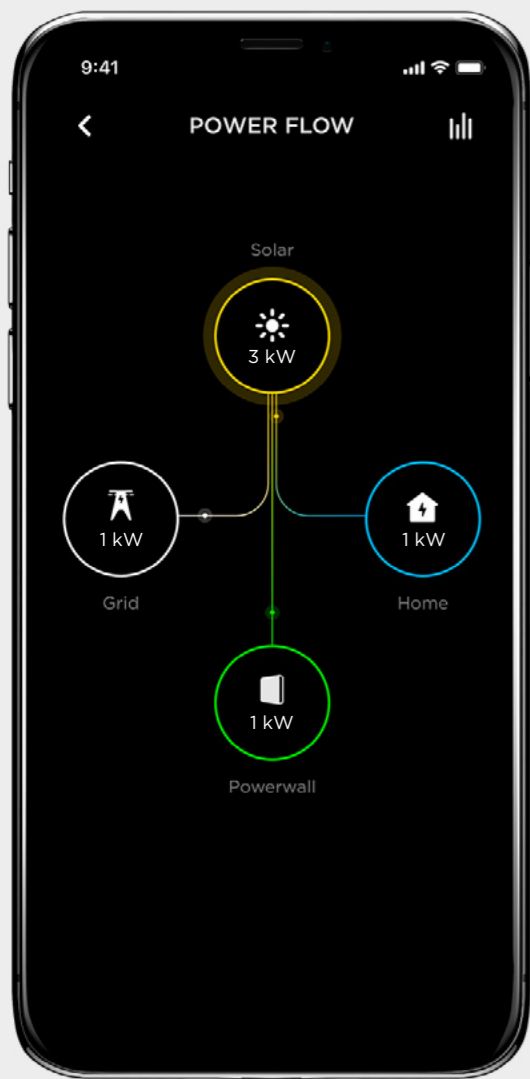 9:41
POWER FLOW
Solar
3 kW
1 kW
1 kW
Grid
Home
1 kW
Powerwall